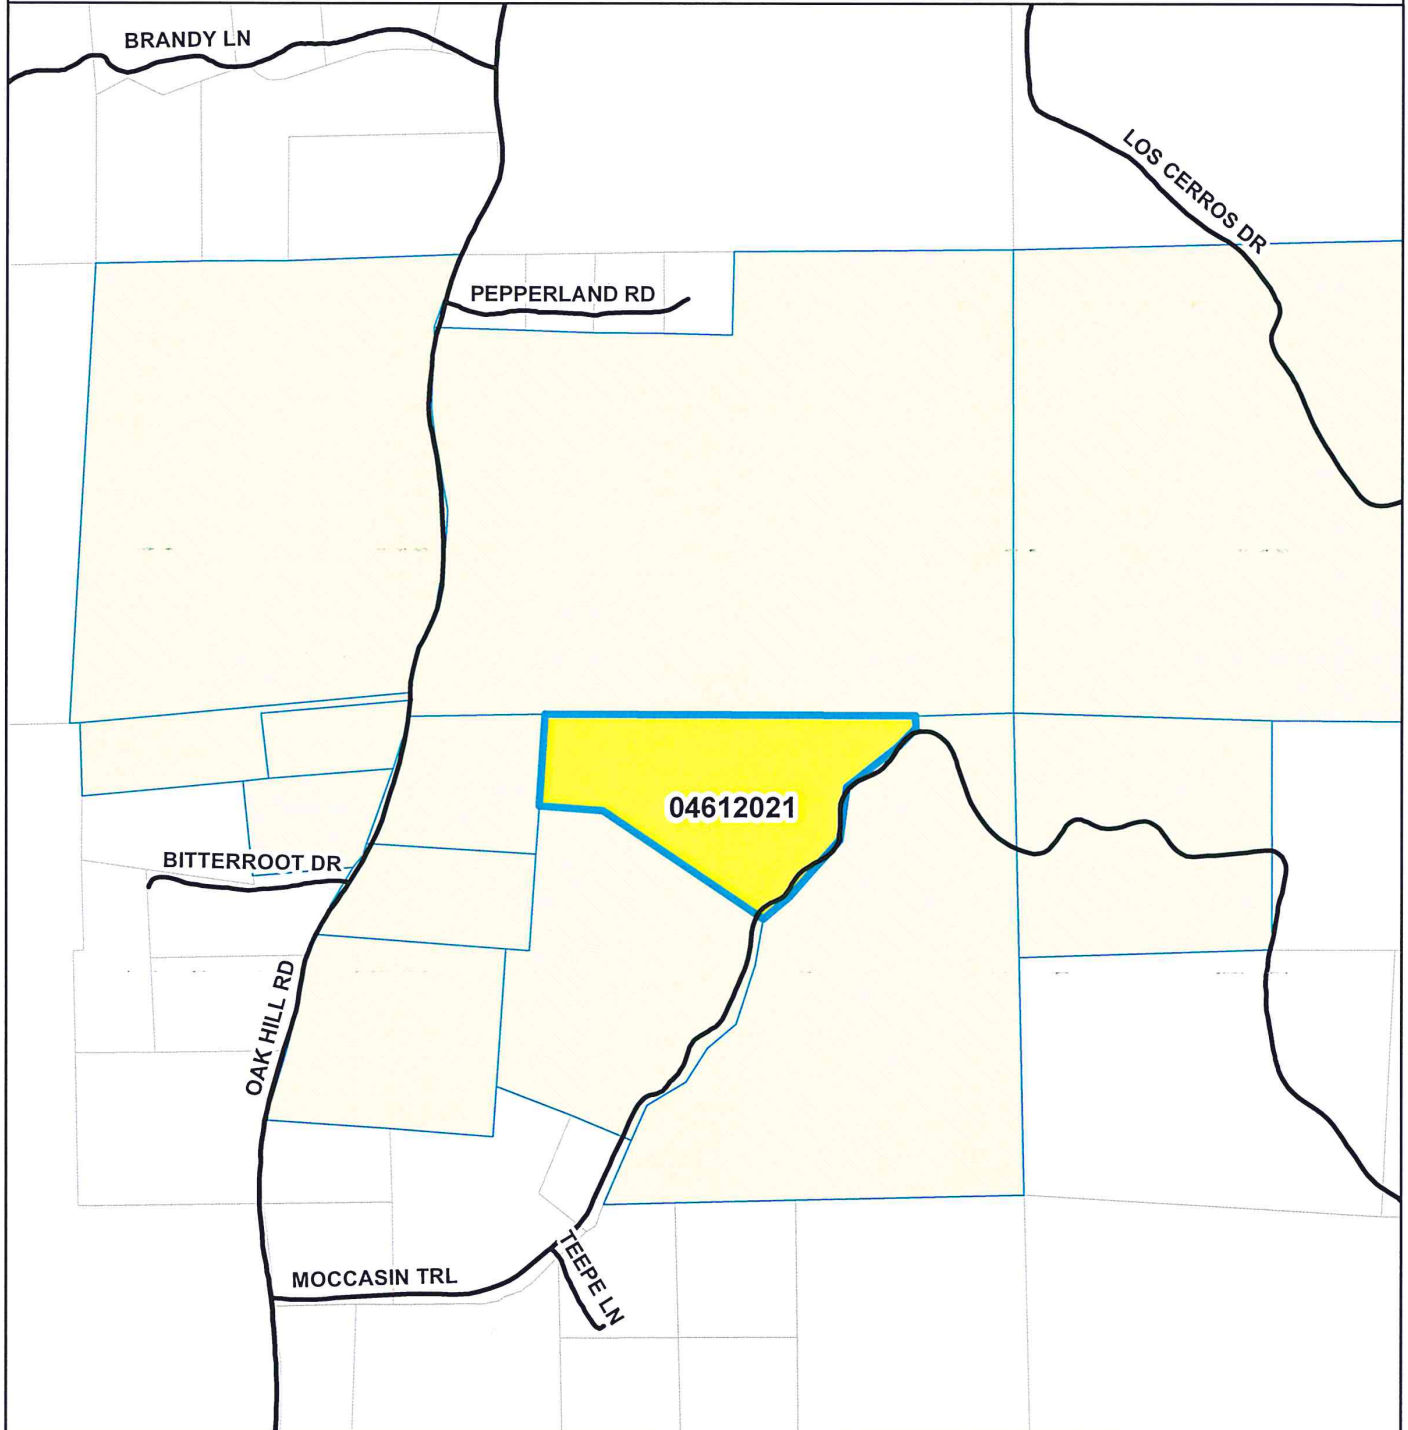 BRANDY LN
LOS CERROS DR
PEPPERLAND RD
04612021
BITTERROOT DR
OAK HILL RD
MOCCASIN TRL
TEEPE LN